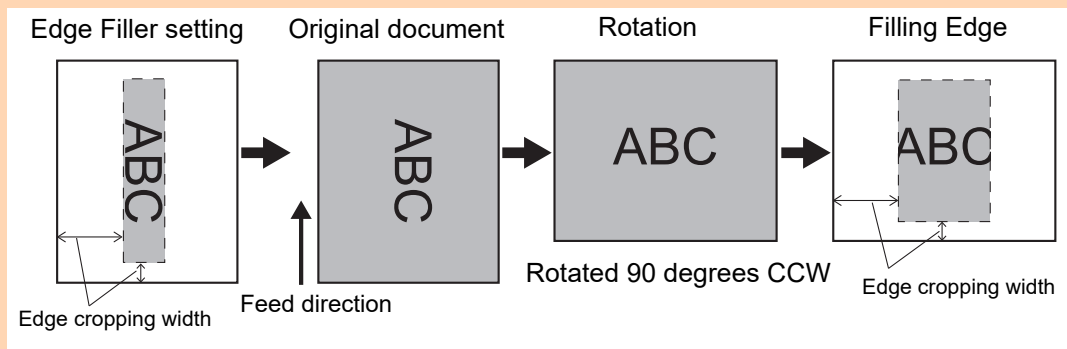 Edge Filler setting
Original document
Rotation
Filling Edge
ABC
ABC
ABC
ABC
Edge cropping width
Feed direction
Rotated 90 degrees CCW
Edge cropping width